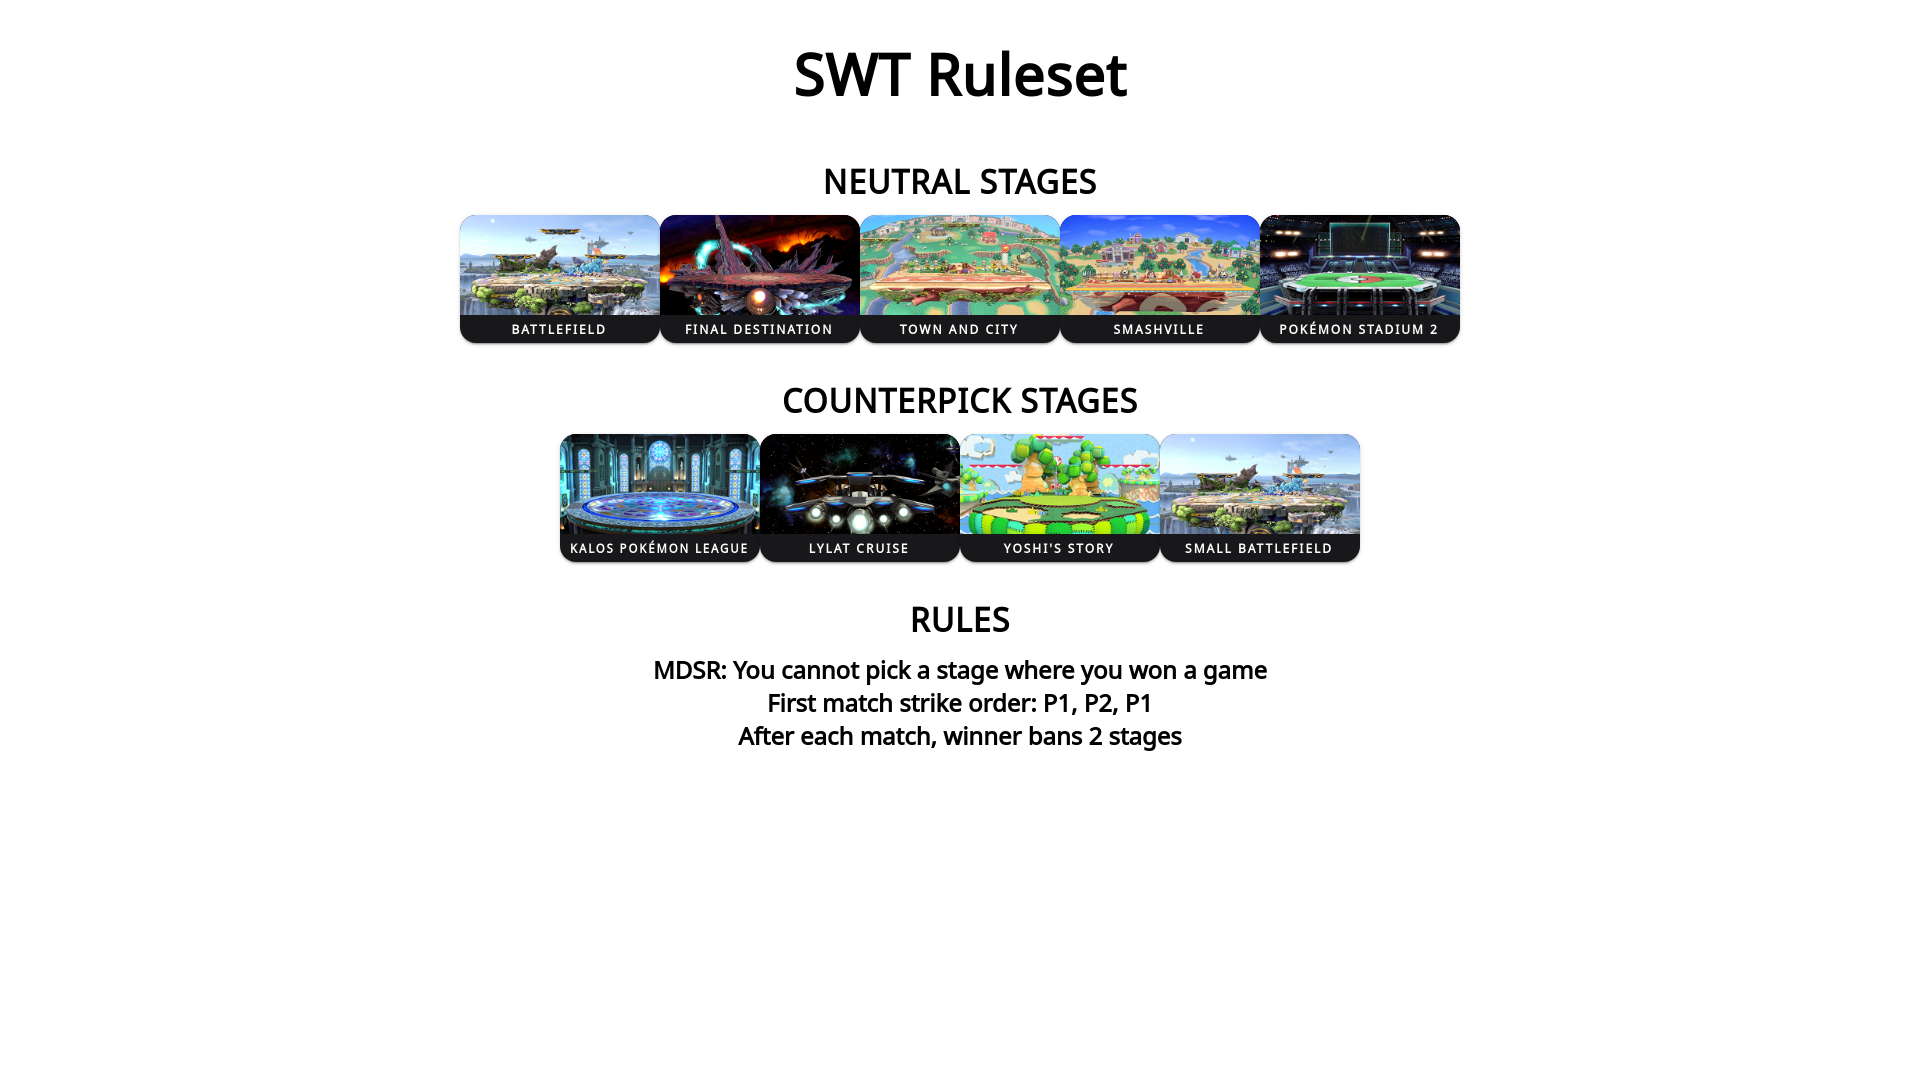 SWT Ruleset
NEUTRAL STAGES
BATTLEFIELD
FINAL DESTINATION
TOWN AND CITY
SMASHVILLE
POKÉMON STADIUM 2
COUNTERPICK STAGES
KALOS POKÉMON LEAGUE
LYLAT CRUISE
YOSHI'S STORY
SMALL BATTLEFIELD
RULES
MDSR: You cannot pick a stage where you won a game
First match strike order: P1, P2, P1
After each match, winner bans 2 stages